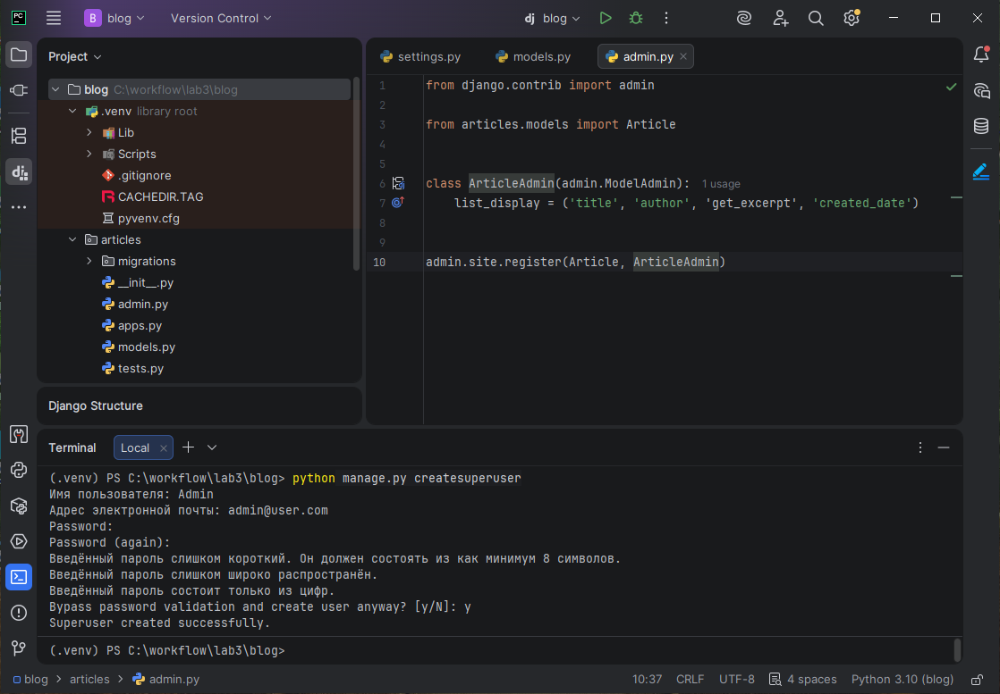 PC
B blog Version Control dj blog
Project
blog C:\workflow\lab3\blog
.venv library root
Lib
Scripts
.gitignore
CACHEDIR.TAG
pyvenv.cfg
articles
migrations
__init__.py
admin.py
apps.py
models.py
tests.py
Django Structure
settings.py models.py admin.py
1 from django.contrib import admin
2
3 from articles.models import Article
4
5
6 class ArticleAdmin(admin.ModelAdmin): 1 usage
7 list_display = ('title', 'author', 'get_excerpt', 'created_date')
8
9
10 admin.site.register(Article, ArticleAdmin)
Terminal Local
(.venv) PS C:\workflow\lab3\blog> python manage.py createsuperuser
Имя пользователя: Admin
Адрес электронной почты: admin@user.com
Password:
Password (again):
Введённый пароль слишком короткий. Он должен состоять из как минимум 8 символов.
Введённый пароль слишком широко распространён.
Введённый пароль состоит только из цифр.
Bypass password validation and create user anyway? [y/N]: y
Superuser created successfully.
(.venv) PS C:\workflow\lab3\blog>
blog articles admin.py 10:37 CRLF UTF-8 4 spaces Python 3.10 (blog)